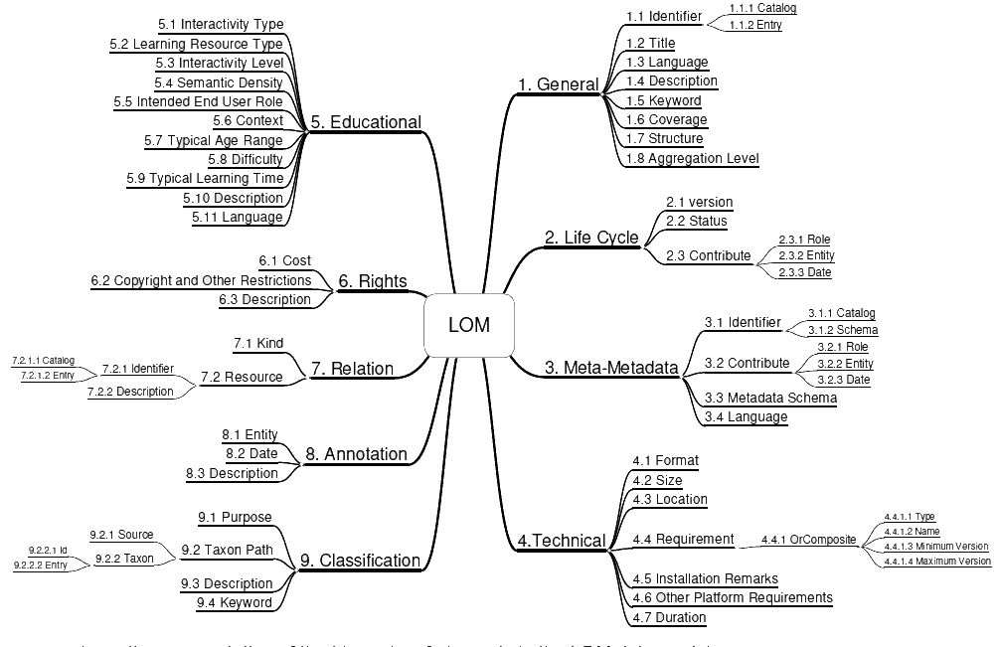 LOM
1. General
1.1 Identifier
1.1.1 Catalog
1.1.2 Entry
1.2 Title
1.3 Language
1.4 Description
1.5 Keyword
1.6 Coverage
1.7 Structure
1.8 Aggregation Level
2. Life Cycle
2.1 version
2.2 Status
2.3 Contribute
2.3.1 Role
2.3.2 Entity
2.3.3 Date
3. Meta-Metadata
3.1 Identifier
3.1.1 Catalog
3.1.2 Schema
3.2 Contribute
3.2.1 Role
3.2.2 Entity
3.2.3 Date
3.3 Metadata Schema
3.4 Language
4.Technical
4.1 Format
4.2 Size
4.3 Location
4.4 Requirement
4.4.1 OrComposite
4.4.1.1 Type
4.4.1.2 Name
4.4.1.3 Minimum Version
4.4.1.4 Maximum Version
4.5 Installation Remarks
4.6 Other Platform Requirements
4.7 Duration
5. Educational
5.1 Interactivity Type
5.2 Learning Resource Type
5.3 Interactivity Level
5.4 Semantic Density
5.5 Intended End User Role
5.6 Context
5.7 Typical Age Range
5.8 Difficulty
5.9 Typical Learning Time
5.10 Description
5.11 Language
6. Rights
6.1 Cost
6.2 Copyright and Other Restrictions
6.3 Description
7. Relation
7.1 Kind
7.2 Resource
7.2.1 Identifier
7.2.1.1 Catalog
7.2.1.2 Entry
7.2.2 Description
8. Annotation
8.1 Entity
8.2 Date
8.3 Description
9. Classification
9.1 Purpose
9.2 Taxon Path
9.2.1 Source
9.2.2 Taxon
9.2.2.1 Id
9.2.2.2 Entry
9.3 Description
9.4 Keyword